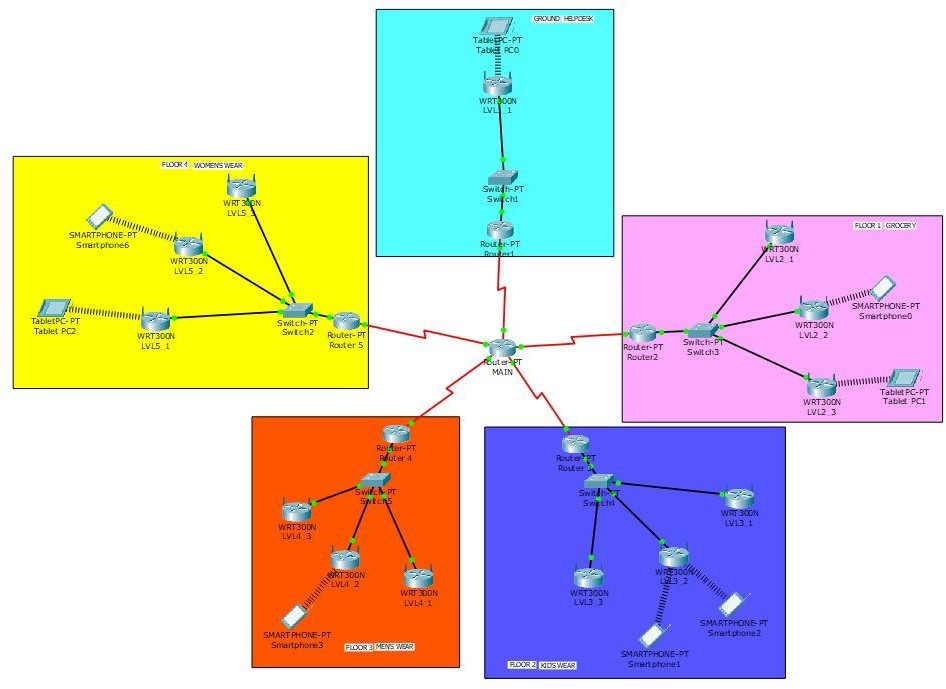 GROUND HELPDESK
TabletPC-PT
Tablet PC0
WRT300N
LVL1_1
Switch-PT
Switch1
Router-PT
Router1
FLOOR 4 WOMENS WEAR
WRT300N
SMARTPHONE-PT
Smartphone6
WRT300N
LVL5_2
TabletPC-PT
Tablet PC2
WRT300N
LVL5_1
Switch-PT
Switch2
Router-PT
Router 5
FLOOR 1 GROCERY
WRT300N
LVL2_1
SMARTPHONE-PT
Smartphone0
WRT300N
LVL2_2
Router-PT
Router2
Switch-PT
Switch3
WRT300N
LVL2_3
TabletPC-PT
Tablet PC1
Router-PT
MAIN
Router-PT
Router 4
Switch-PT
WRT300N
LVL4_3
WRT300N
LVL4_2
WRT300N
LVL4_1
SMARTPHONE-PT
Smartphone3
FLOOR 3 MENS WEAR
Router-PT
Switch-PT
Switch4
WRT300N
LVL3_1
WRT300N
LVL3_2
WRT300N
LVL3_3
SMARTPHONE-PT
Smartphone2
SMARTPHONE-PT
Smartphone1
FLOOR 2 KIDS WEAR